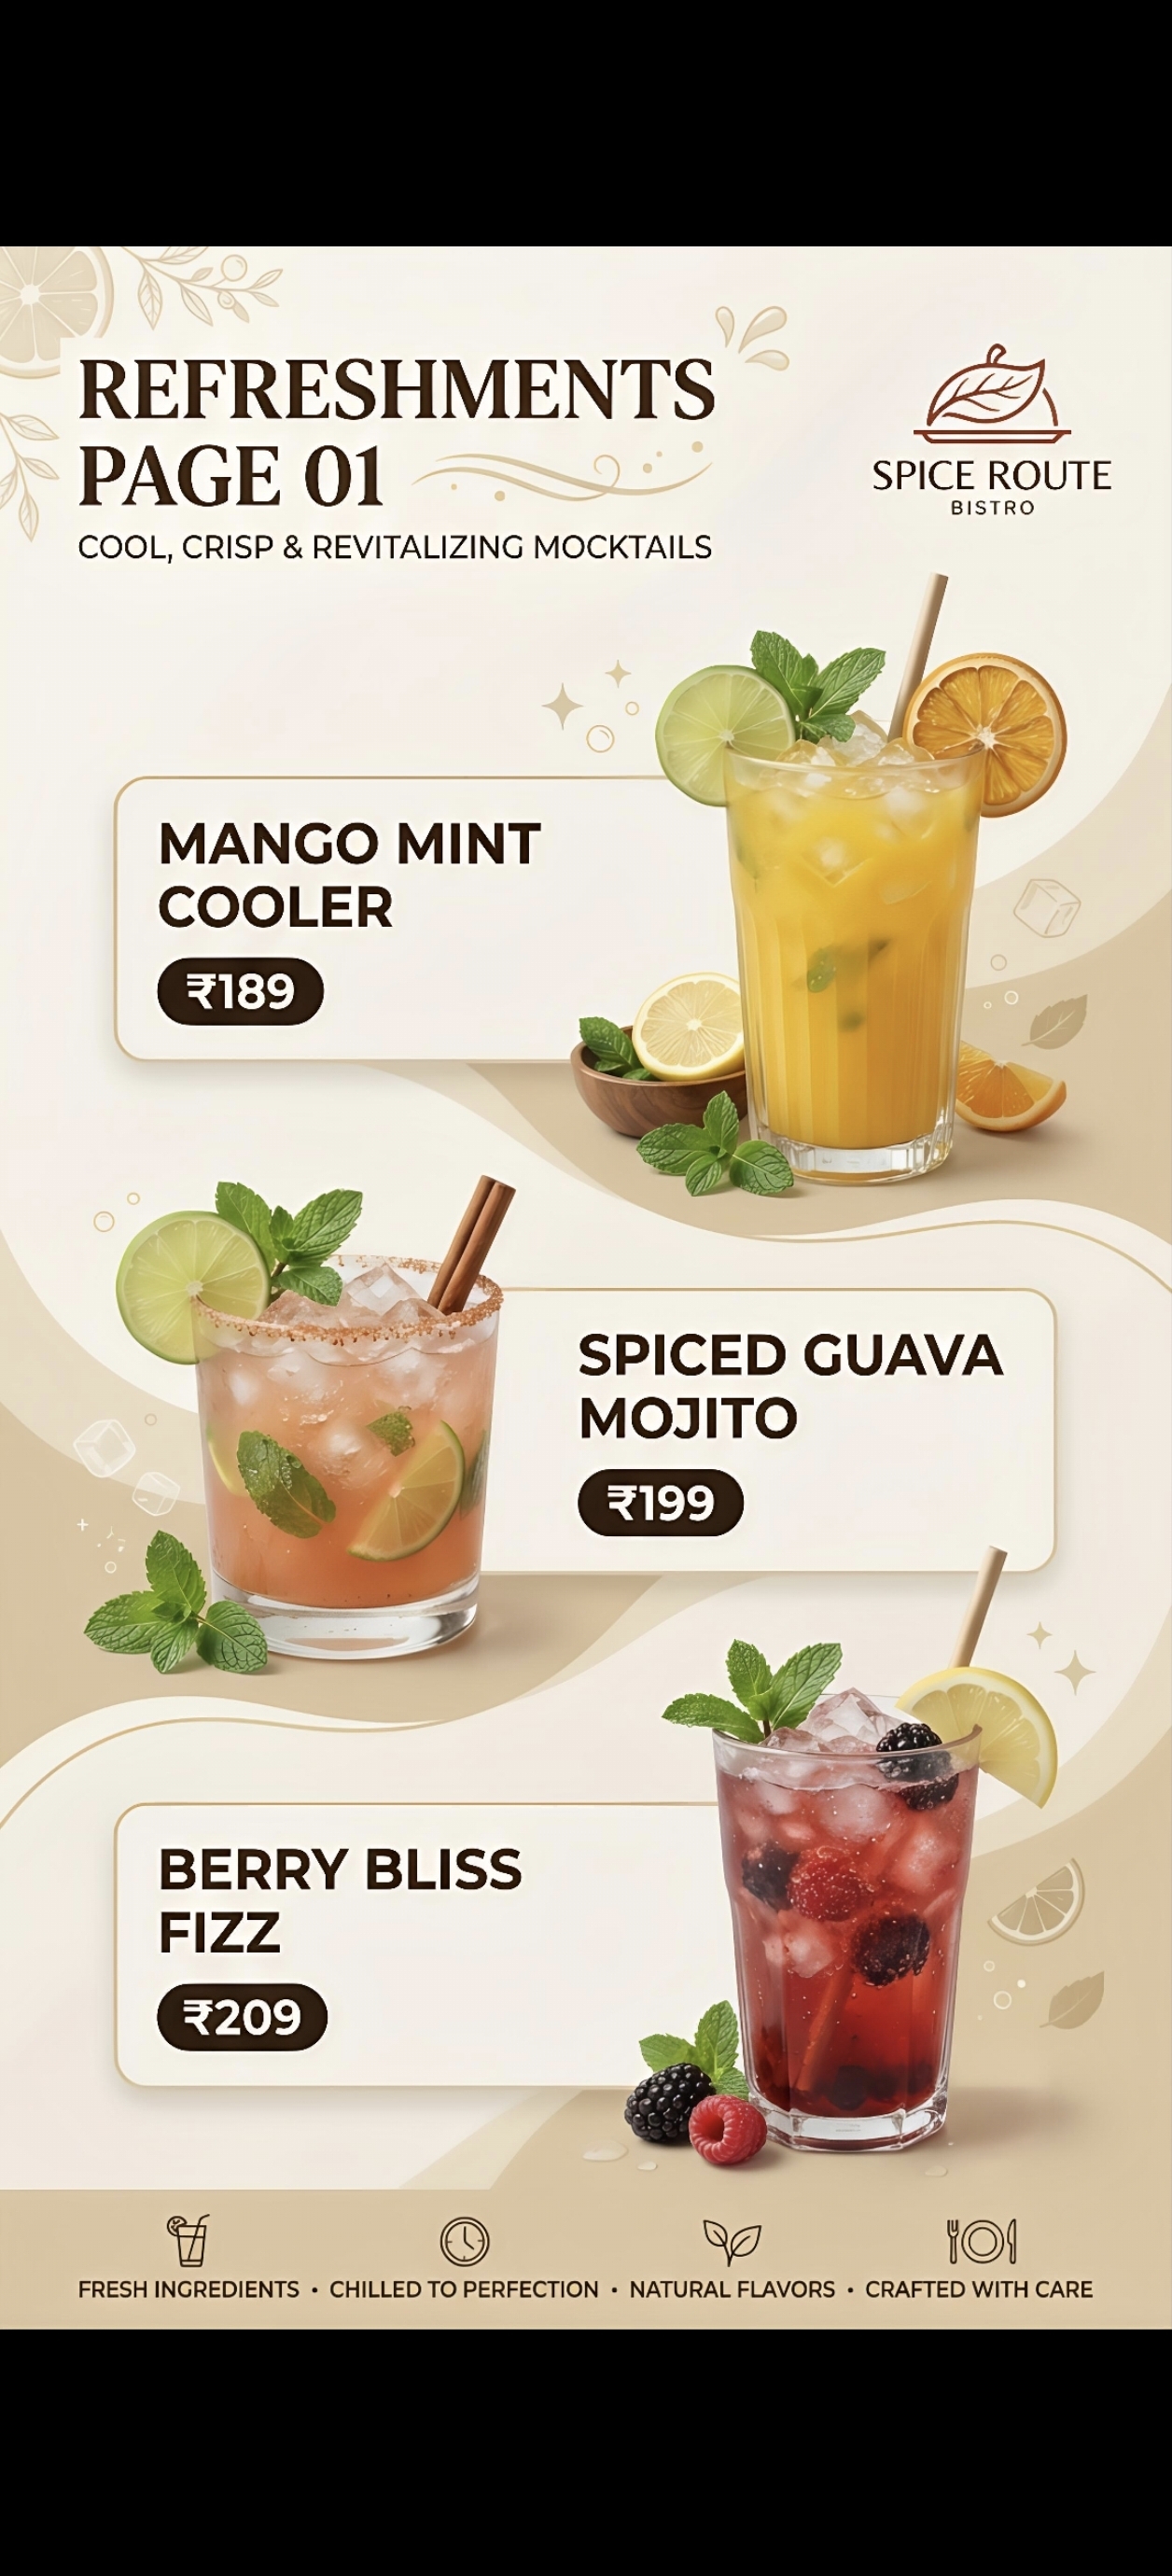 REFRESHMENTS
PAGE 01
COOL, CRISP & REVITALIZING MOCKTAILS
SPICE ROUTE
BISTRO
MANGO MINT
COOLER
₹189
SPICED GUAVA
MOJITO
₹199
BERRY BLISS
FIZZ
₹209
FRESH INGREDIENTS • CHILLED TO PERFECTION • NATURAL FLAVORS • CRAFTED WITH CARE